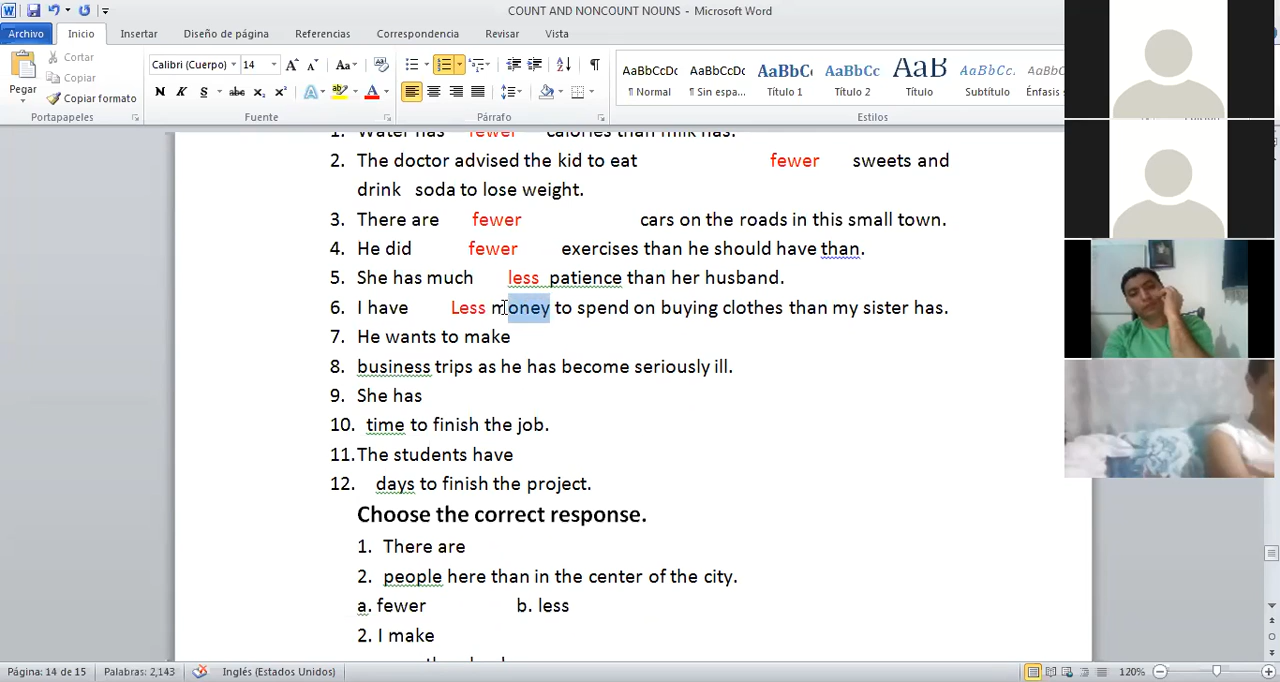 COUNT AND NONCOUNT NOUNS - Microsoft Word
Archivo Inicio Insertar Diseño de página Referencias Correspondencia Revisar Vista
Cortar
Copiar
Copiar formato
Pegar
Portapapeles
Calibri (Cuerpo) 14
Fuente
Párrafo
AaBbCcDc AaBbCcDc AaBbC AaBbCc AaB AaBbCc. AaBbCc
¶ Normal ¶ Sin espa... Título 1 Título 2 Título Subtítulo Énfasis
Estilos
1. Water has fewer calories than milk has.
2. The doctor advised the kid to eat fewer sweets and
drink soda to lose weight.
3. There are fewer cars on the roads in this small town.
4. He did fewer exercises than he should have than.
5. She has much less patience than her husband.
6. I have Less money to spend on buying clothes than my sister has.
7. He wants to make
8. business trips as he has become seriously ill.
9. She has
10. time to finish the job.
11.The students have
12. days to finish the project.
Choose the correct response.
1. There are
2. people here than in the center of the city.
a. fewer b. less
2. I make
Página: 14 de 15 Palabras: 2,143 Inglés (Estados Unidos) 120%